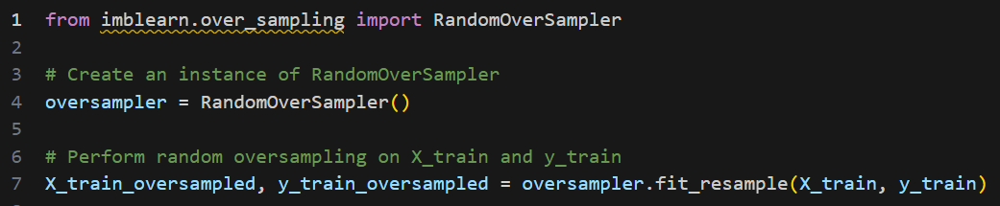 1 from imblearn.over_sampling import RandomOverSampler
2
3 # Create an instance of RandomOverSampler
4 oversampler = RandomOverSampler()
5
6 # Perform random oversampling on X_train and y_train
7 X_train_oversampled, y_train_oversampled = oversampler.fit_resample(X_train, y_train)